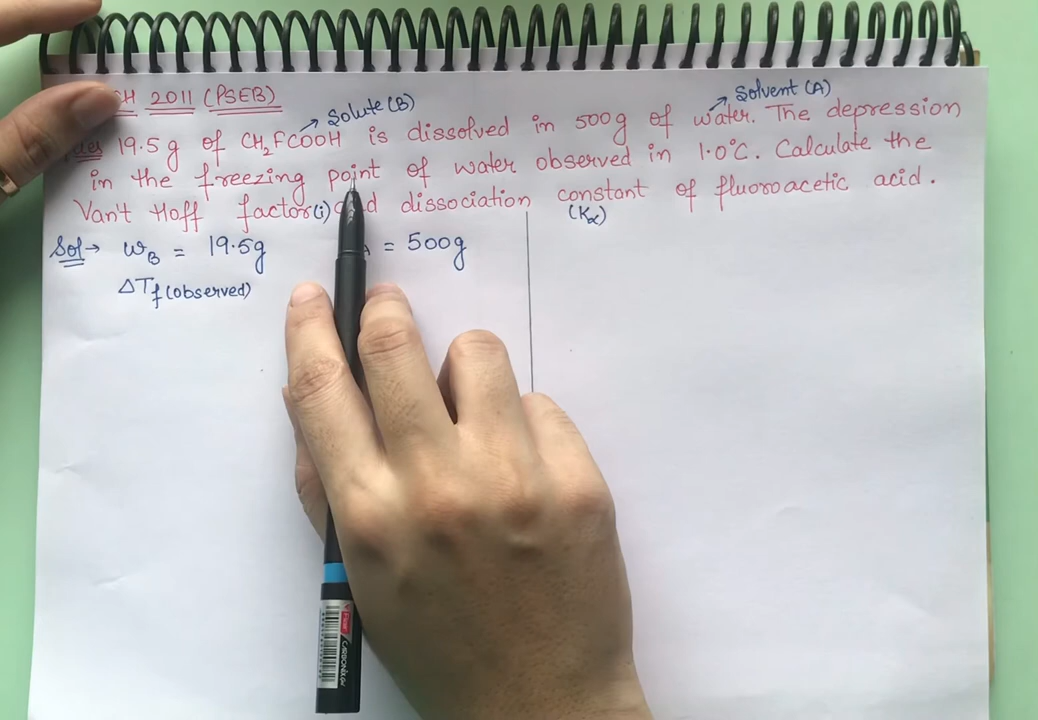 2011 (PSEB)
→ Solute (B)
→ Solvent (A)
19.5 g of CH2FCOOH is dissolved in 500g of water. The depression
in the freezing point of water observed in 1.0°C. Calculate the
Van't Hoff factor(i) and dissociation constant of fluoroacetic acid.
(Kα)
Sol → WB = 19.5g = 500g
ΔTf (observed)